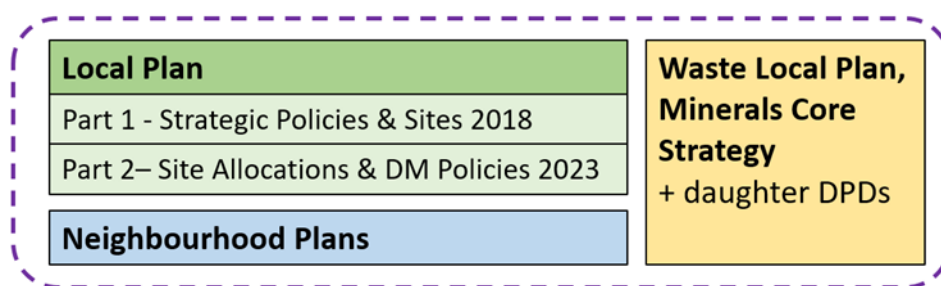 Local Plan
Part 1 - Strategic Policies & Sites 2018
Part 2– Site Allocations & DM Policies 2023
Neighbourhood Plans
Waste Local Plan,
Minerals Core
Strategy
+ daughter DPDs